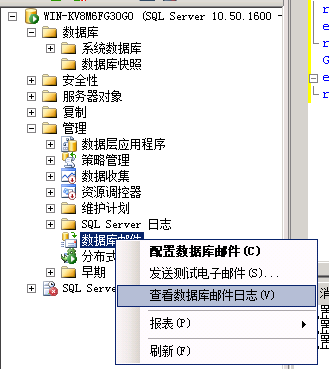 WIN-KV8M6FG30GO (SQL Server 10.50.1600 -
数据库
系统数据库
数据库快照
安全性
服务器对象
复制
管理
数据层应用程序
策略管理
数据收集
资源调控器
维护计划
SQL Server 日志
数据库邮件
分布式
早期
SQL Serve
配置数据库邮件(C)
发送测试电子邮件(S)...
查看数据库邮件日志(V)
报表(P)
刷新(F)
r
e
r
G
e
r